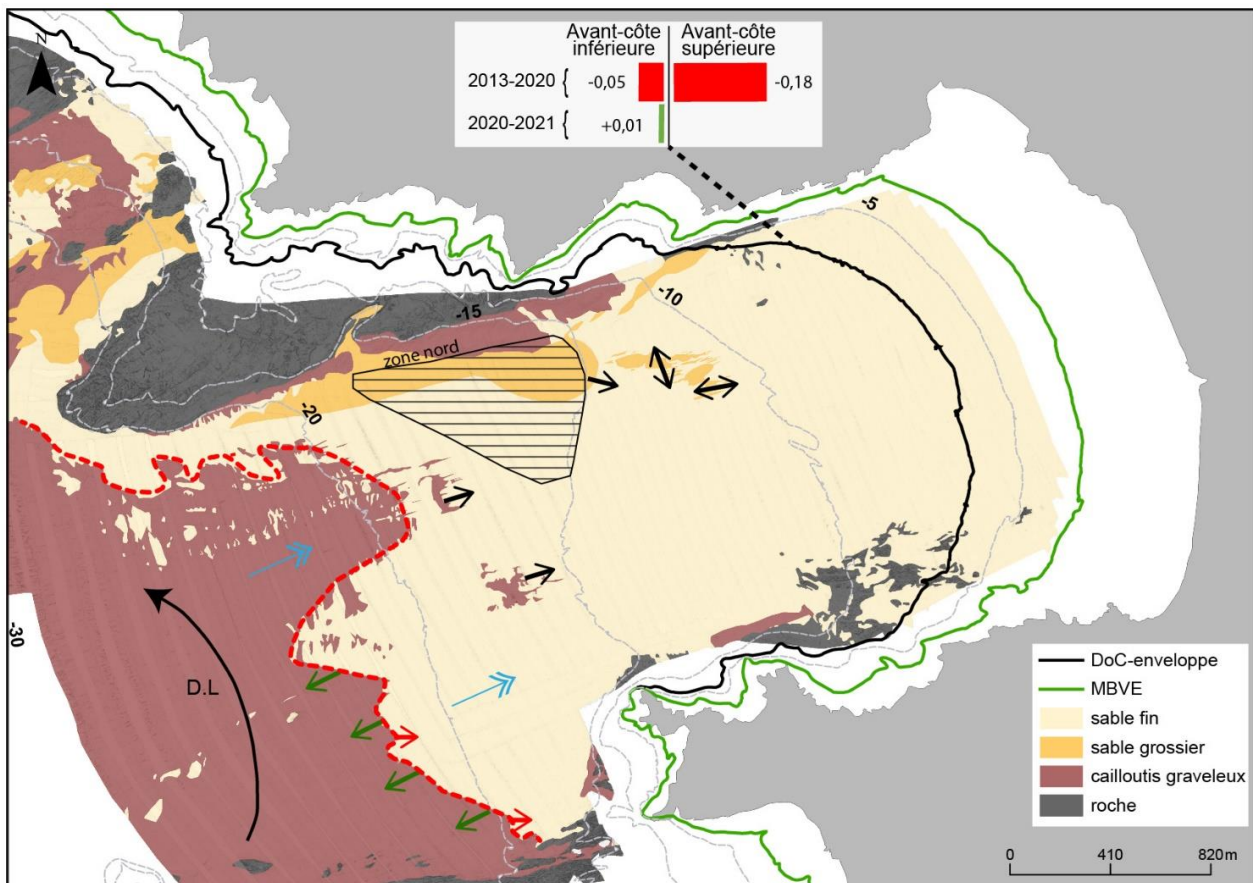 N
Avant-côte inférieure
Avant-côte supérieure
2013-2020 { -0,05 -0,18
2020-2021 { +0,01
-5
-10
-15
zone nord
-20
-30
D.L
DoC-enveloppe
MBVE
sable fin
sable grossier
cailloutis graveleux
roche
0 410 820m